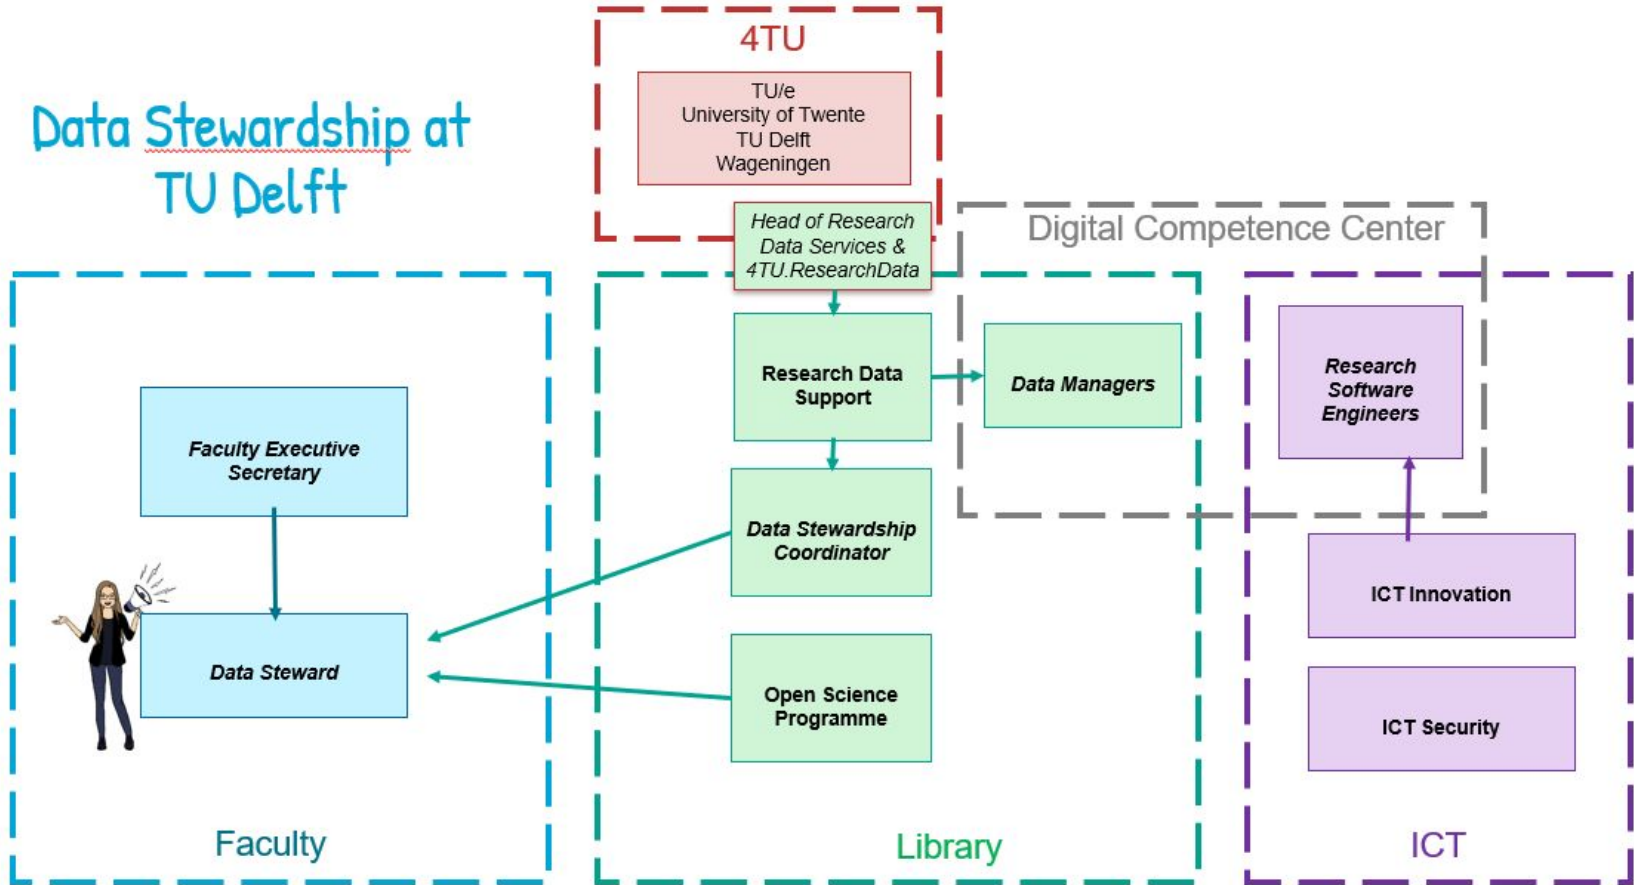 Data Stewardship at
TU Delft
4TU
TU/e
University of Twente
TU Delft
Wageningen
Head of Research
Data Services &
4TU.ResearchData
Digital Competence Center
Research Data
Support
Data Managers
Research
Software
Engineers
Faculty Executive
Secretary
Data Stewardship
Coordinator
ICT Innovation
Data Steward
Open Science
Programme
ICT Security
Faculty
Library
ICT